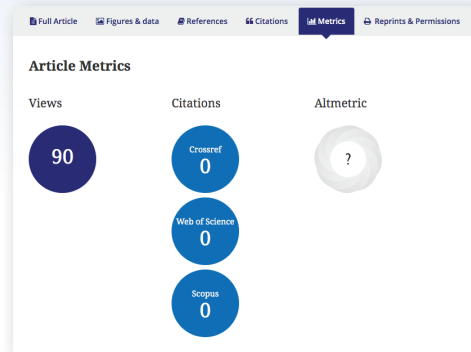 Full Article Figures & data References Citations Metrics Reprints & Permissions
Article Metrics
Views Citations Altmetric
90
Crossref
0
?
Web of Science
0
Scopus
0